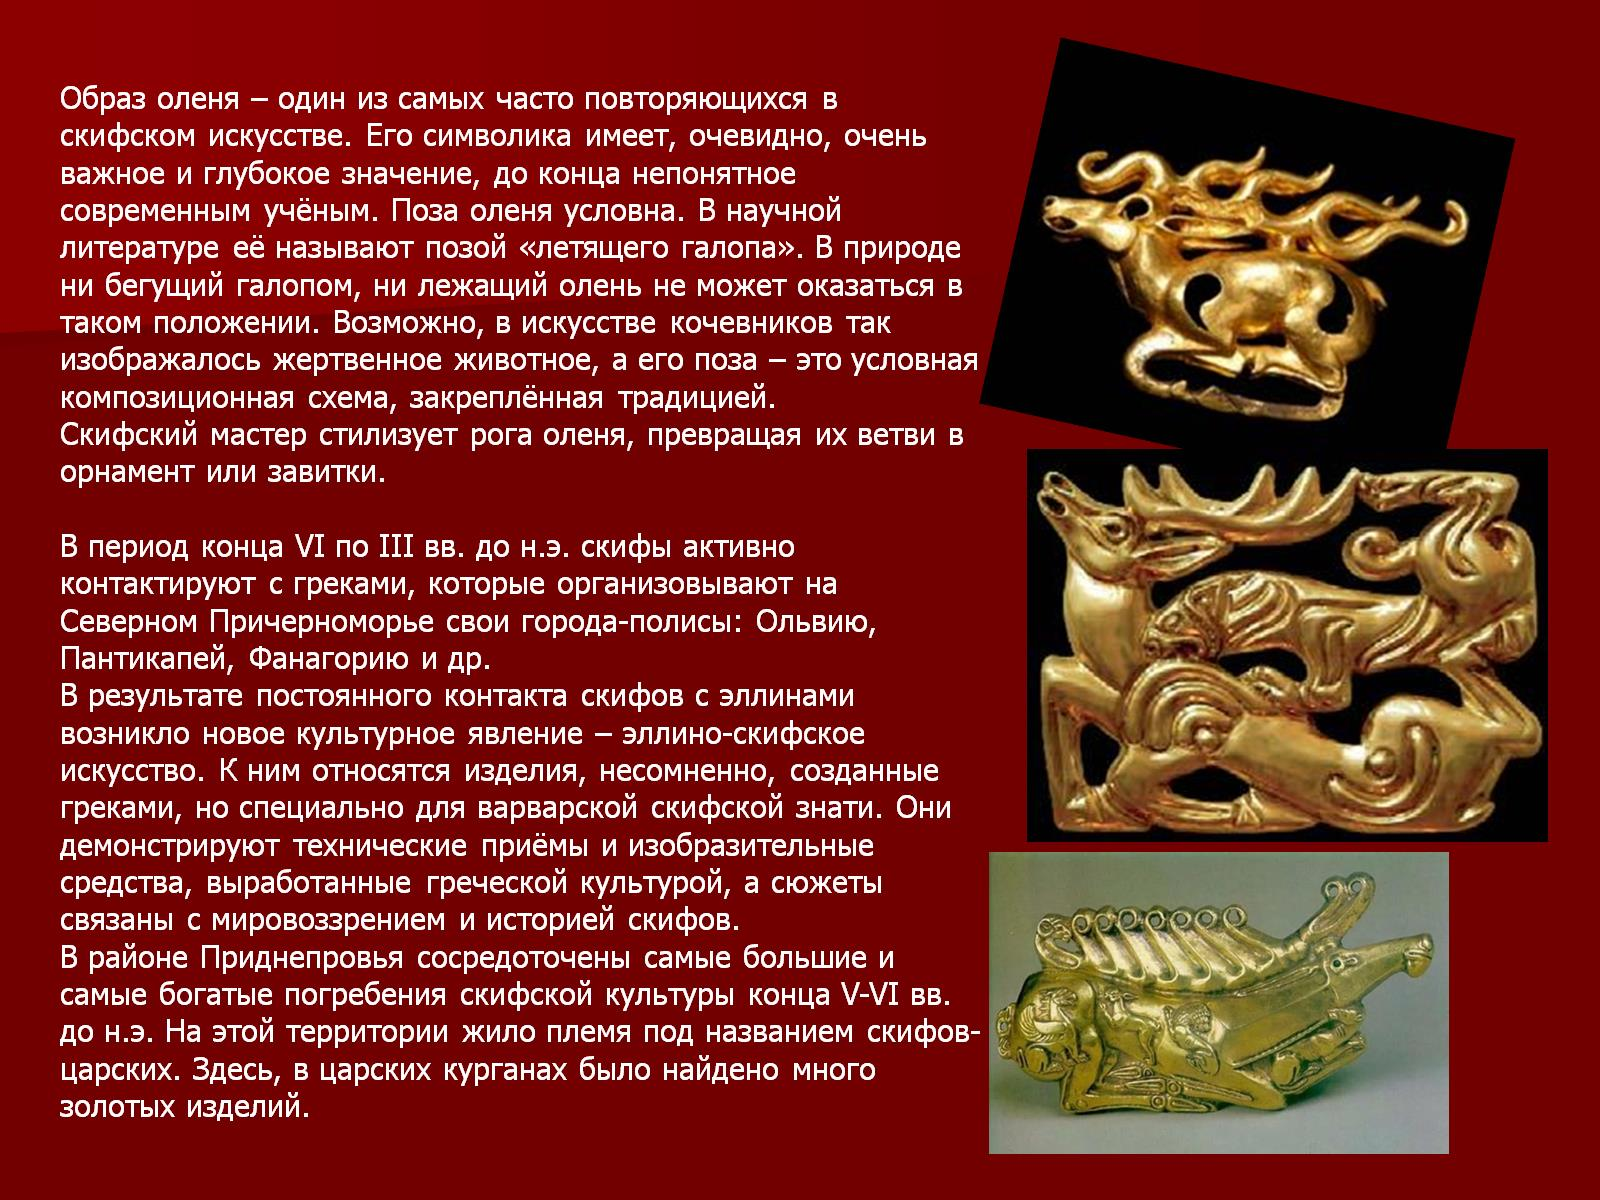 Образ оленя – один из самых часто повторяющихся в
скифском искусстве. Его символика имеет, очевидно, очень
важное и глубокое значение, до конца непонятное
современным учёным. Поза оленя условна. В научной
литературе её называют позой «летящего галопа». В природе
ни бегущий галопом, ни лежащий олень не может оказаться в
таком положении. Возможно, в искусстве кочевников так
изображалось жертвенное животное, а его поза – это условная
композиционная схема, закреплённая традицией.
Скифский мастер стилизует рога оленя, превращая их ветви в
орнамент или завитки.
В период конца VI по III вв. до н.э. скифы активно
контактируют с греками, которые организовывают на
Северном Причерноморье свои города-полисы: Ольвию,
Пантикапей, Фанагорию и др.
В результате постоянного контакта скифов с эллинами
возникло новое культурное явление – эллино-скифское
искусство. К ним относятся изделия, несомненно, созданные
греками, но специально для варварской скифской знати. Они
демонстрируют технические приёмы и изобразительные
средства, выработанные греческой культурой, а сюжеты
связаны с мировоззрением и историей скифов.
В районе Приднепровья сосредоточены самые большие и
самые богатые погребения скифской культуры конца V-VI вв.
до н.э. На этой территории жило племя под названием скифов-
царских. Здесь, в царских курганах было найдено много
золотых изделий.